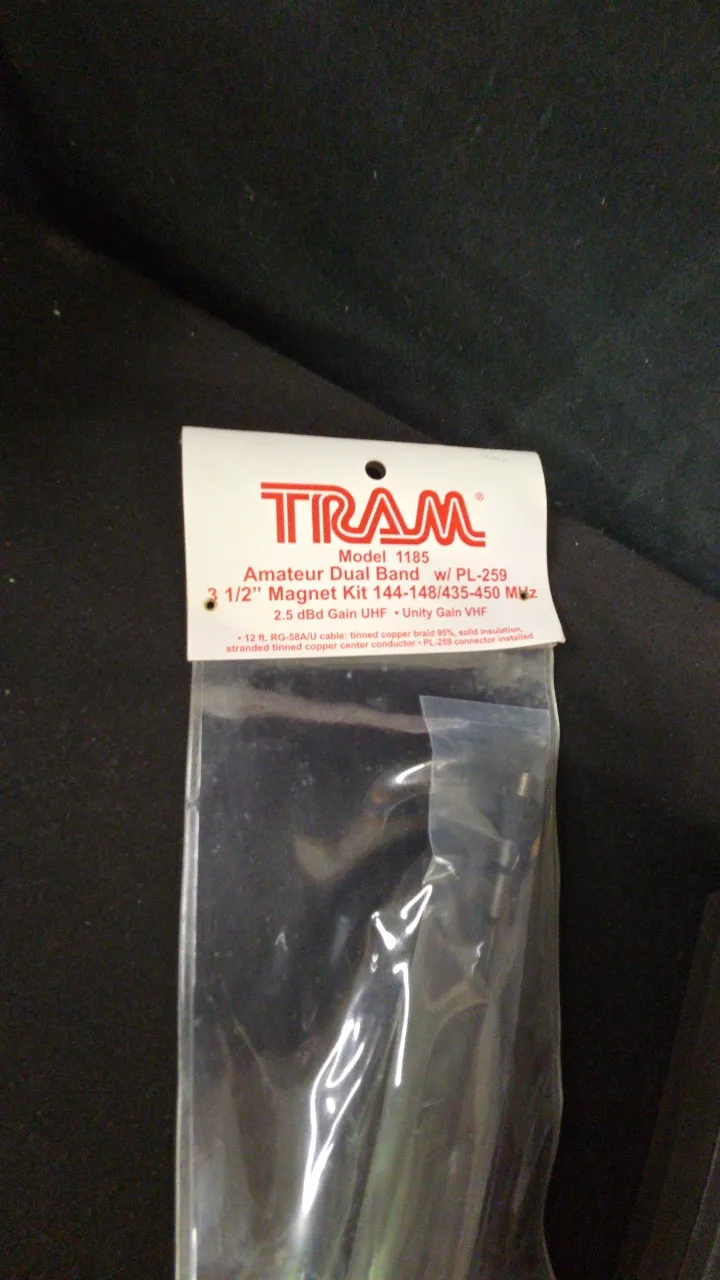 TRAM®
Model 1185
Amateur Dual Band w/ PL-259
3 1/2" Magnet Kit 144-148/435-450 MHz
2.5 dBd Gain UHF • Unity Gain VHF
• 12 ft. RG-58A/U cable: tinned copper braid 95%, solid insulation,
stranded tinned copper center conductor • PL-259 connector installed